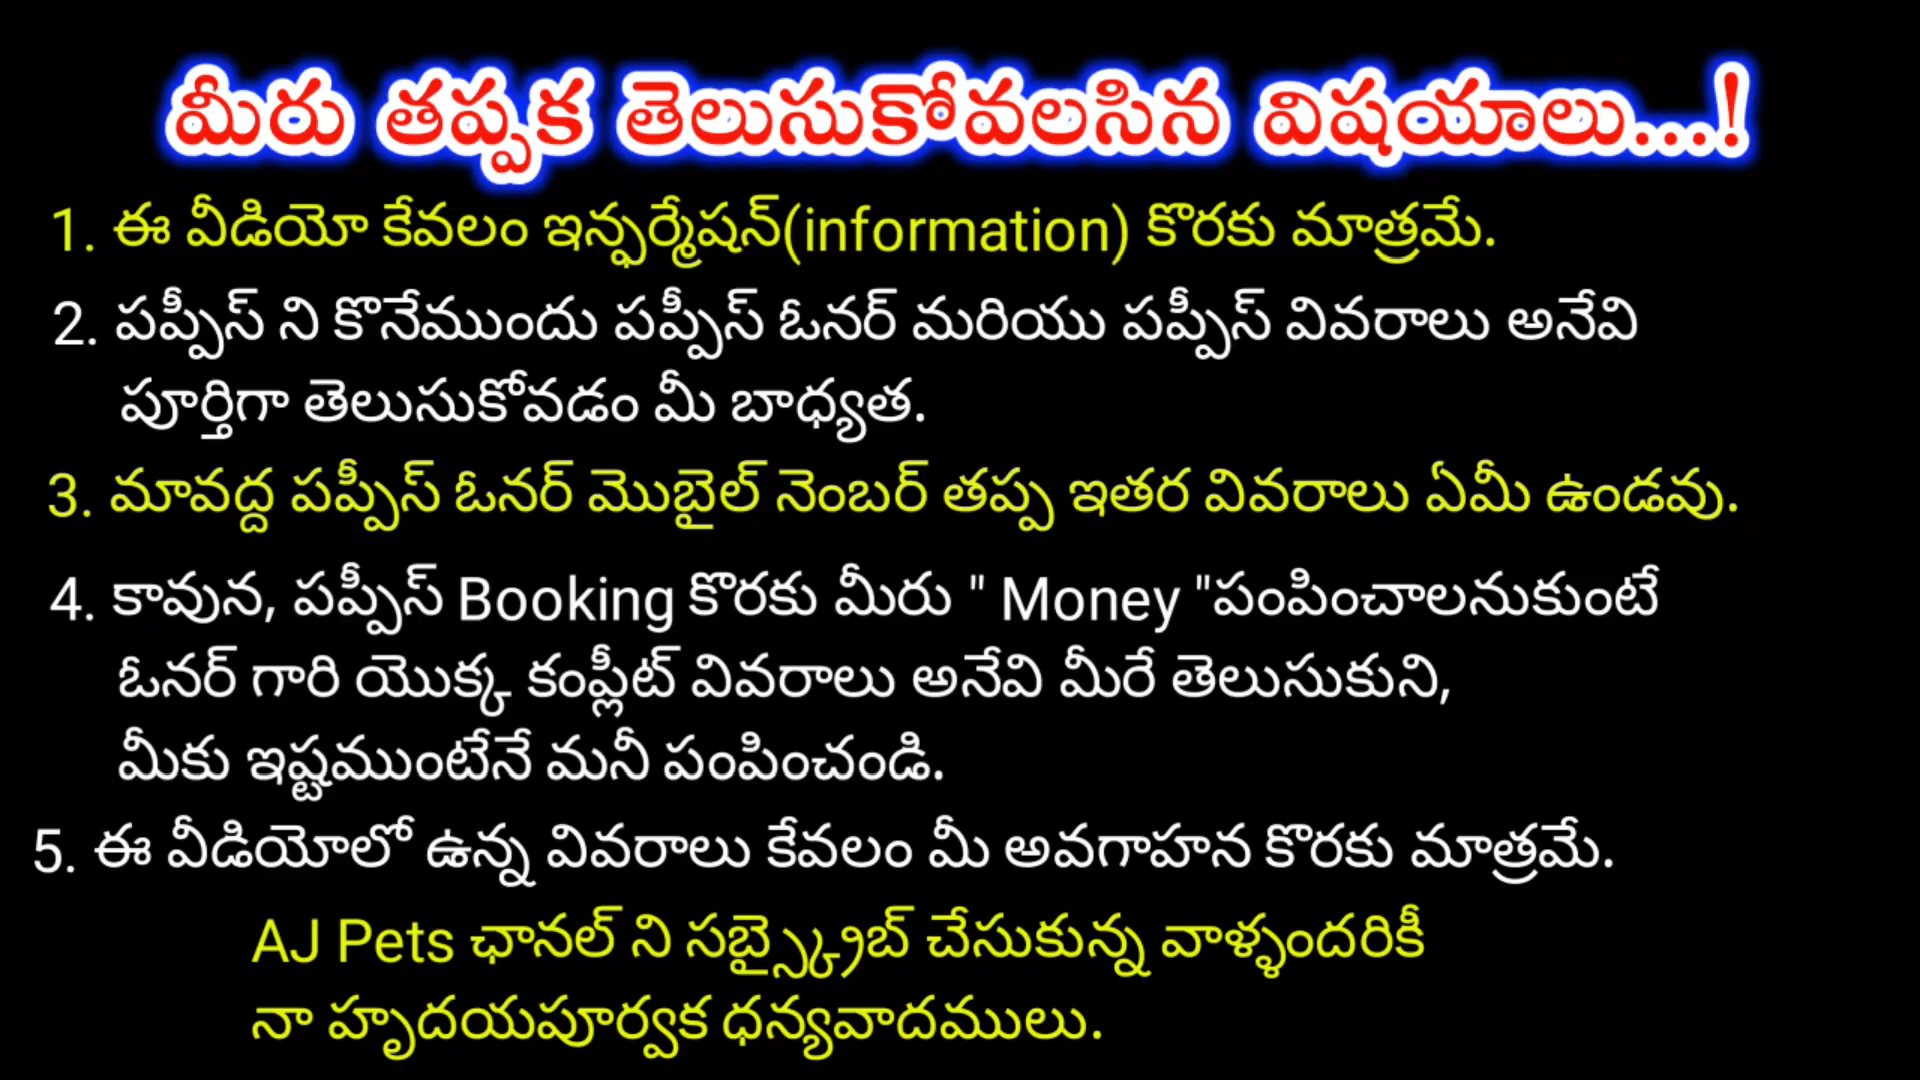 మీరు తప్పక తెలుసుకోవలసిన విషయాలు...!
1. ఈ వీడియో కేవలం ఇన్ఫర్మేషన్(information) కొరకు మాత్రమే.
2. పప్పీస్ ని కొనేముందు పప్పీస్ ఓనర్ మరియు పప్పీస్ వివరాలు అనేవి
పూర్తిగా తెలుసుకోవడం మీ బాధ్యత.
3. మావద్ద పప్పీస్ ఓనర్ మొబైల్ నెంబర్ తప్ప ఇతర వివరాలు ఏమీ ఉండవు.
4. కావున, పప్పీస్ Booking కొరకు మీరు " Money "పంపించాలనుకుంటే
ఓనర్ గారి యొక్క కంప్లీట్ వివరాలు అనేవి మీరే తెలుసుకుని,
మీకు ఇష్టముంటేనే మనీ పంపించండి.
5. ఈ వీడియోలో ఉన్న వివరాలు కేవలం మీ అవగాహన కొరకు మాత్రమే.
AJ Pets ఛానల్ ని సబ్స్క్రైబ్ చేసుకున్న వాళ్ళందరికీ
నా హృదయపూర్వక ధన్యవాదములు.